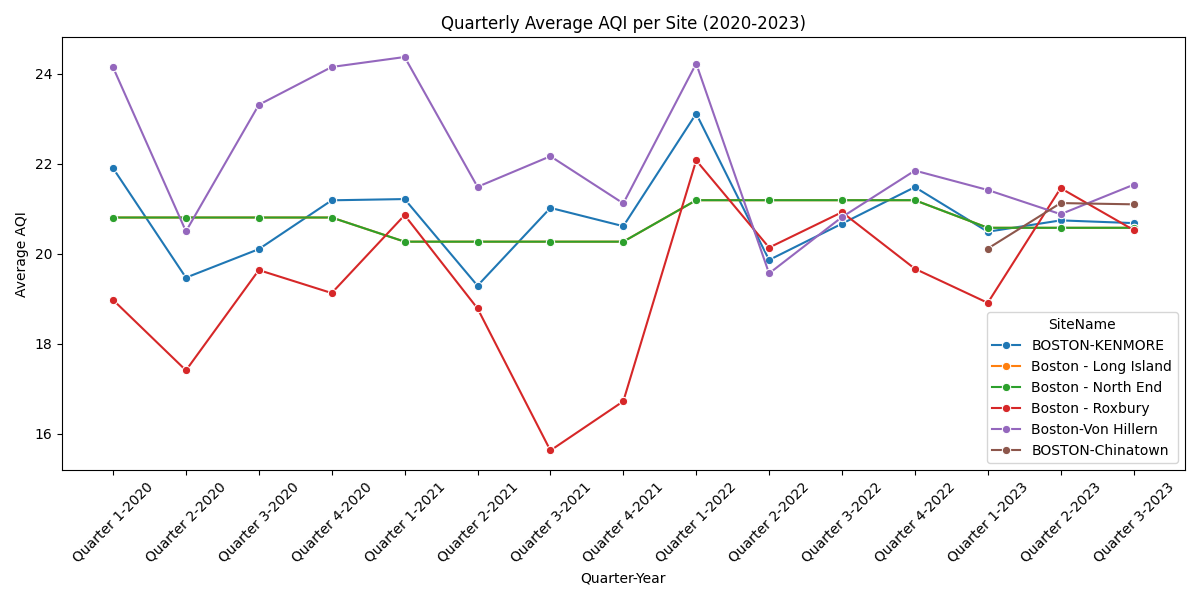 Quarterly Average AQI per Site (2020-2023)
Average AQI
24
22
20
18
16
SiteName
BOSTON-KENMORE
Boston - Long Island
Boston - North End
Boston - Roxbury
Boston-Von Hillern
BOSTON-Chinatown
Quarter 1-2020
Quarter 2-2020
Quarter 3-2020
Quarter 4-2020
Quarter 1-2021
Quarter 2-2021
Quarter 3-2021
Quarter 4-2021
Quarter 1-2022
Quarter 2-2022
Quarter 3-2022
Quarter 4-2022
Quarter 1-2023
Quarter 2-2023
Quarter 3-2023
Quarter-Year